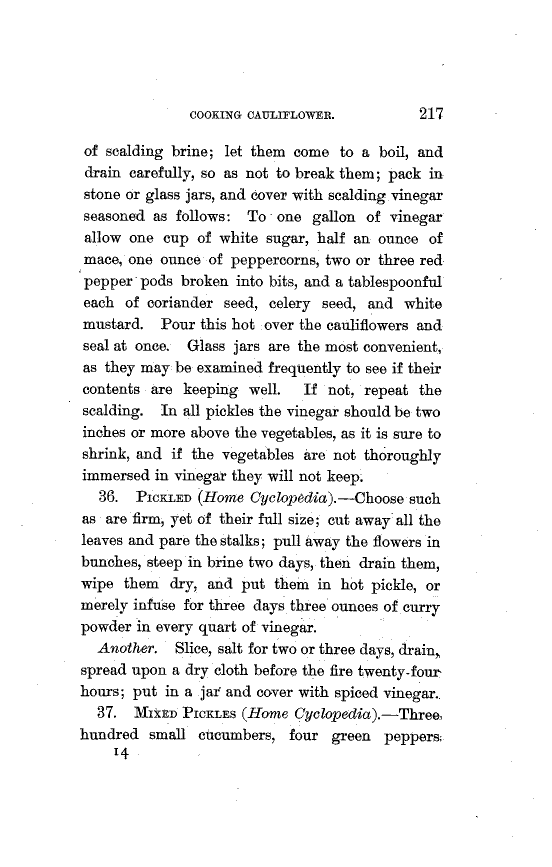 COOKING CAULIFLOWER. 217
of scalding brine; let them come to a boil, and
drain carefully, so as not to break them; pack in
stone or glass jars, and cover with scalding vinegar
seasoned as follows: To one gallon of vinegar
allow one cup of white sugar, half an ounce of
mace, one ounce of peppercorns, two or three red
pepper pods broken into bits, and a tablespoonful
each of coriander seed, celery seed, and white
mustard. Pour this hot over the cauliflowers and
seal at once. Glass jars are the most convenient,
as they may be examined frequently to see if their
contents are keeping well. If not, repeat the
scalding. In all pickles the vinegar should be two
inches or more above the vegetables, as it is sure to
shrink, and if the vegetables are not thoroughly
immersed in vinegar they will not keep.
36. PICKLED (Home Cyclopedia).—Choose such
as are firm, yet of their full size; cut away all the
leaves and pare the stalks; pull away the flowers in
bunches, steep in brine two days, then drain them,
wipe them dry, and put them in hot pickle, or
merely infuse for three days three ounces of curry
powder in every quart of vinegar.
Another. Slice, salt for two or three days, drain,
spread upon a dry cloth before the fire twenty-four
hours; put in a jar and cover with spiced vinegar.
37. MIXED PICKLES (Home Cyclopedia).—Three
hundred small cucumbers, four green peppers
14